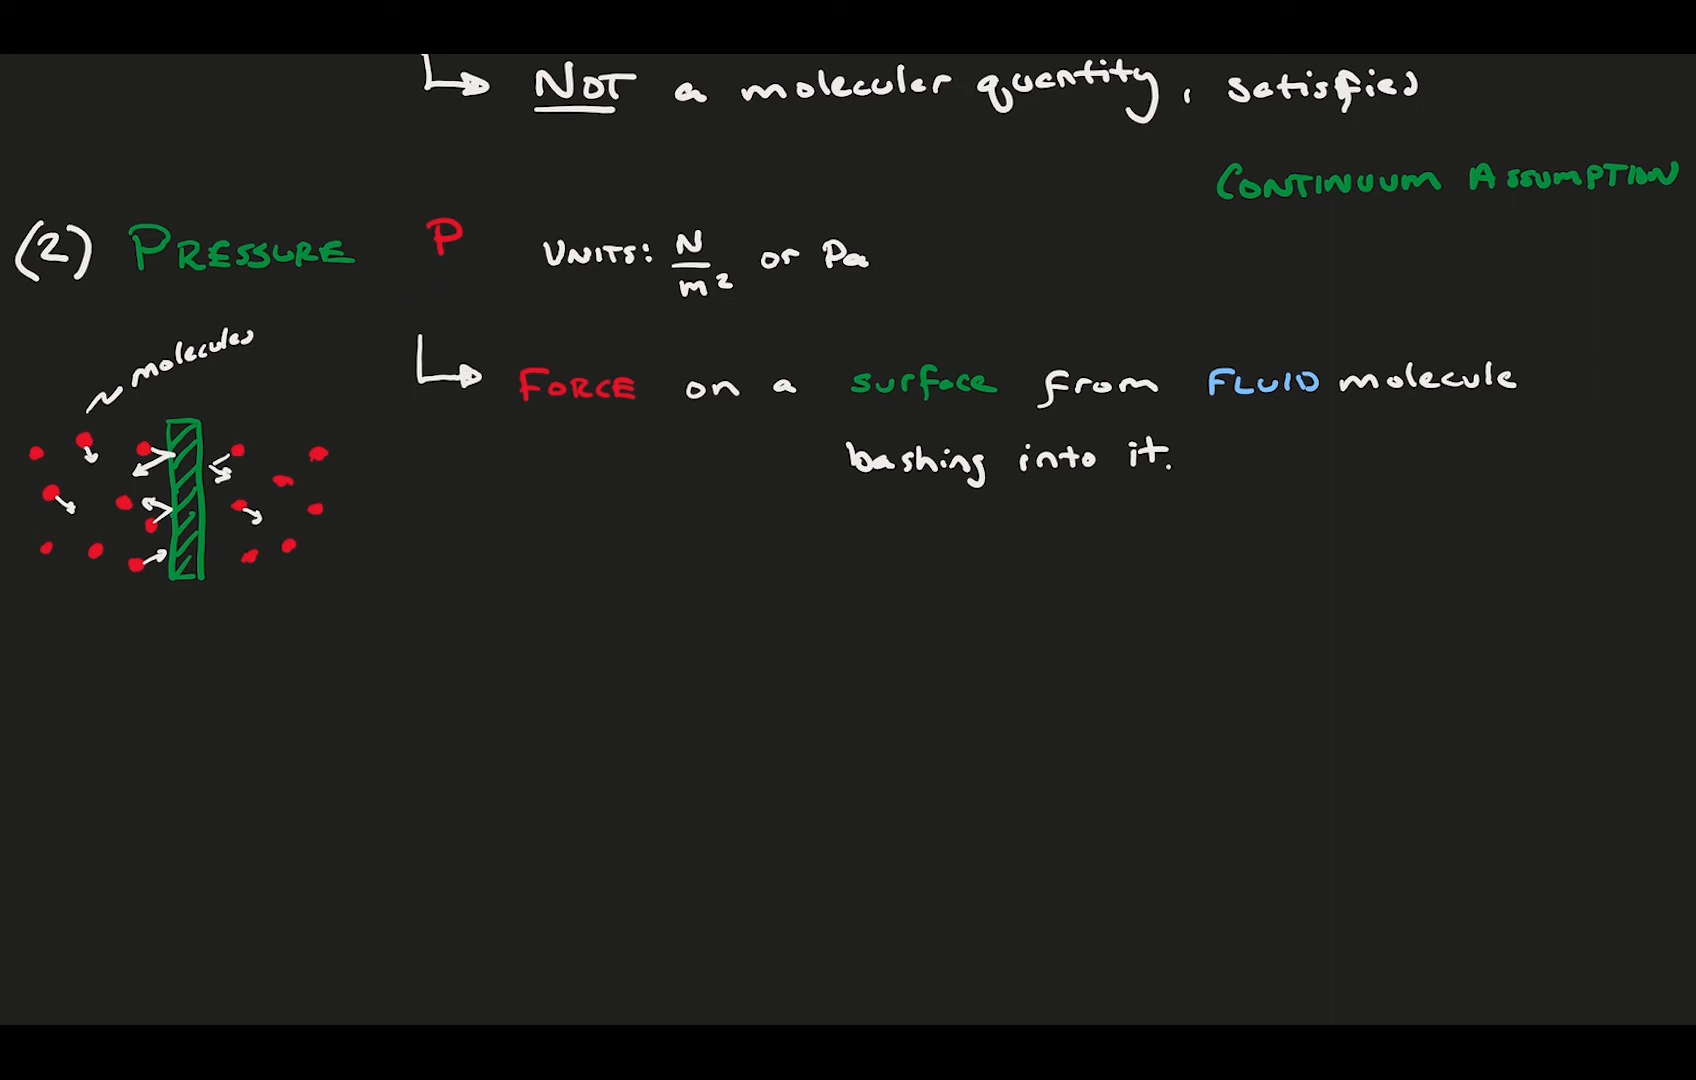 ↳ NOT a molecular quantity, satisfied
CONTINUUM ASSUMPTION
(2) PRESSURE P UNITS: N/m² or Pa
molecules
↳ FORCE on a surface from FLUID molecule
bashing into it.